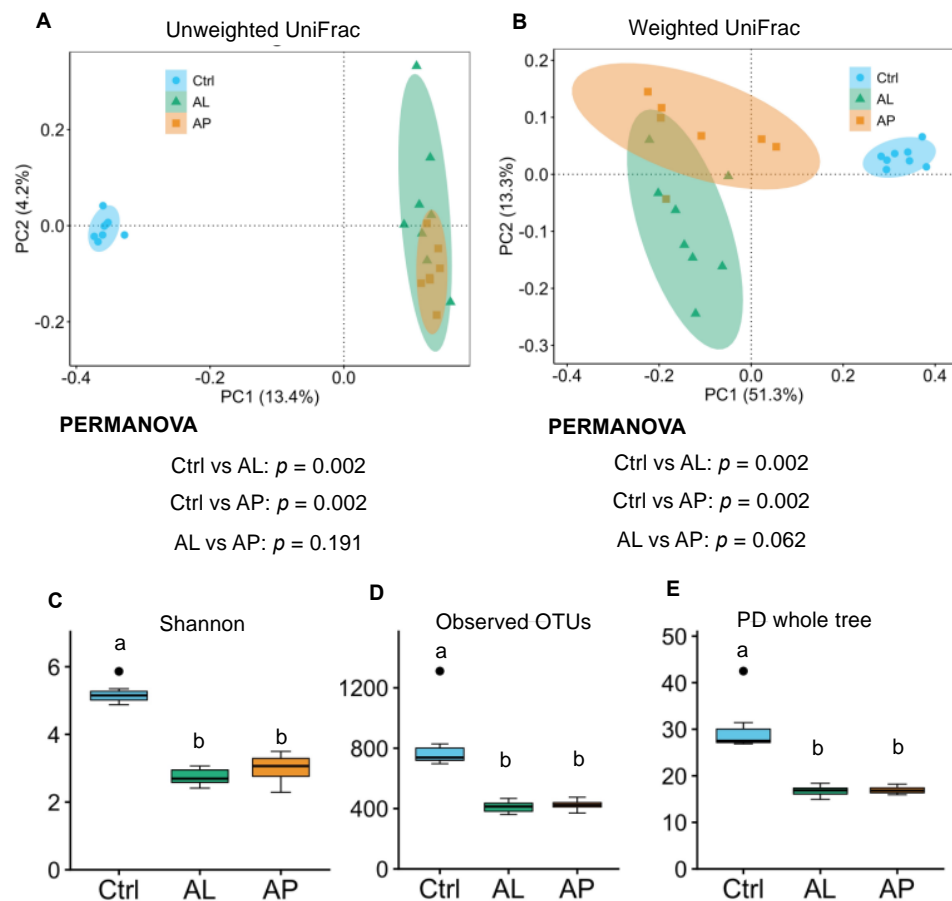 A
Unweighted UniFrac
Ctrl
AL
AP
0.2
0.0
-0.2
PC2 (4.2%)
-0.4
-0.2
0.0
PC1 (13.4%)
PERMANOVA
Ctrl vs AL: p = 0.002
Ctrl vs AP: p = 0.002
AL vs AP: p = 0.191
B
Weighted UniFrac
Ctrl
AL
AP
0.2
0.1
0.0
-0.1
-0.2
-0.3
PC2 (13.3%)
-0.4
-0.2
0.0
0.2
0.4
PC1 (51.3%)
PERMANOVA
Ctrl vs AL: p = 0.002
Ctrl vs AP: p = 0.002
AL vs AP: p = 0.062
C
Shannon
a
b
b
6
4
2
0
Ctrl
AL
AP
D
Observed OTUs
a
b
b
1200
800
400
0
Ctrl
AL
AP
E
PD whole tree
a
b
b
50
40
30
20
10
0
Ctrl
AL
AP